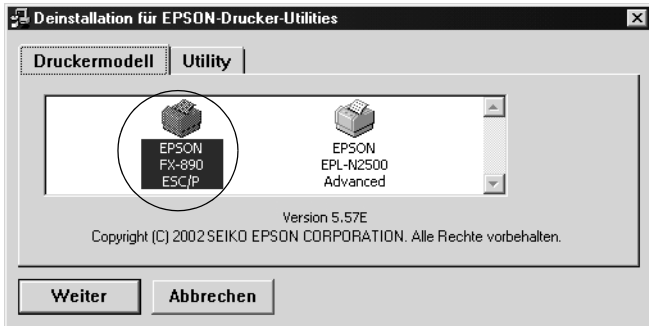 Deinstallation für EPSON-Drucker-Utilities
Druckermodell
Utility
EPSON
FX-890
ESC/P
EPSON
EPL-N2500
Advanced
Version 5.57E
Copyright (C) 2002 SEIKO EPSON CORPORATION. Alle Rechte vorbehalten.
Weiter
Abbrechen